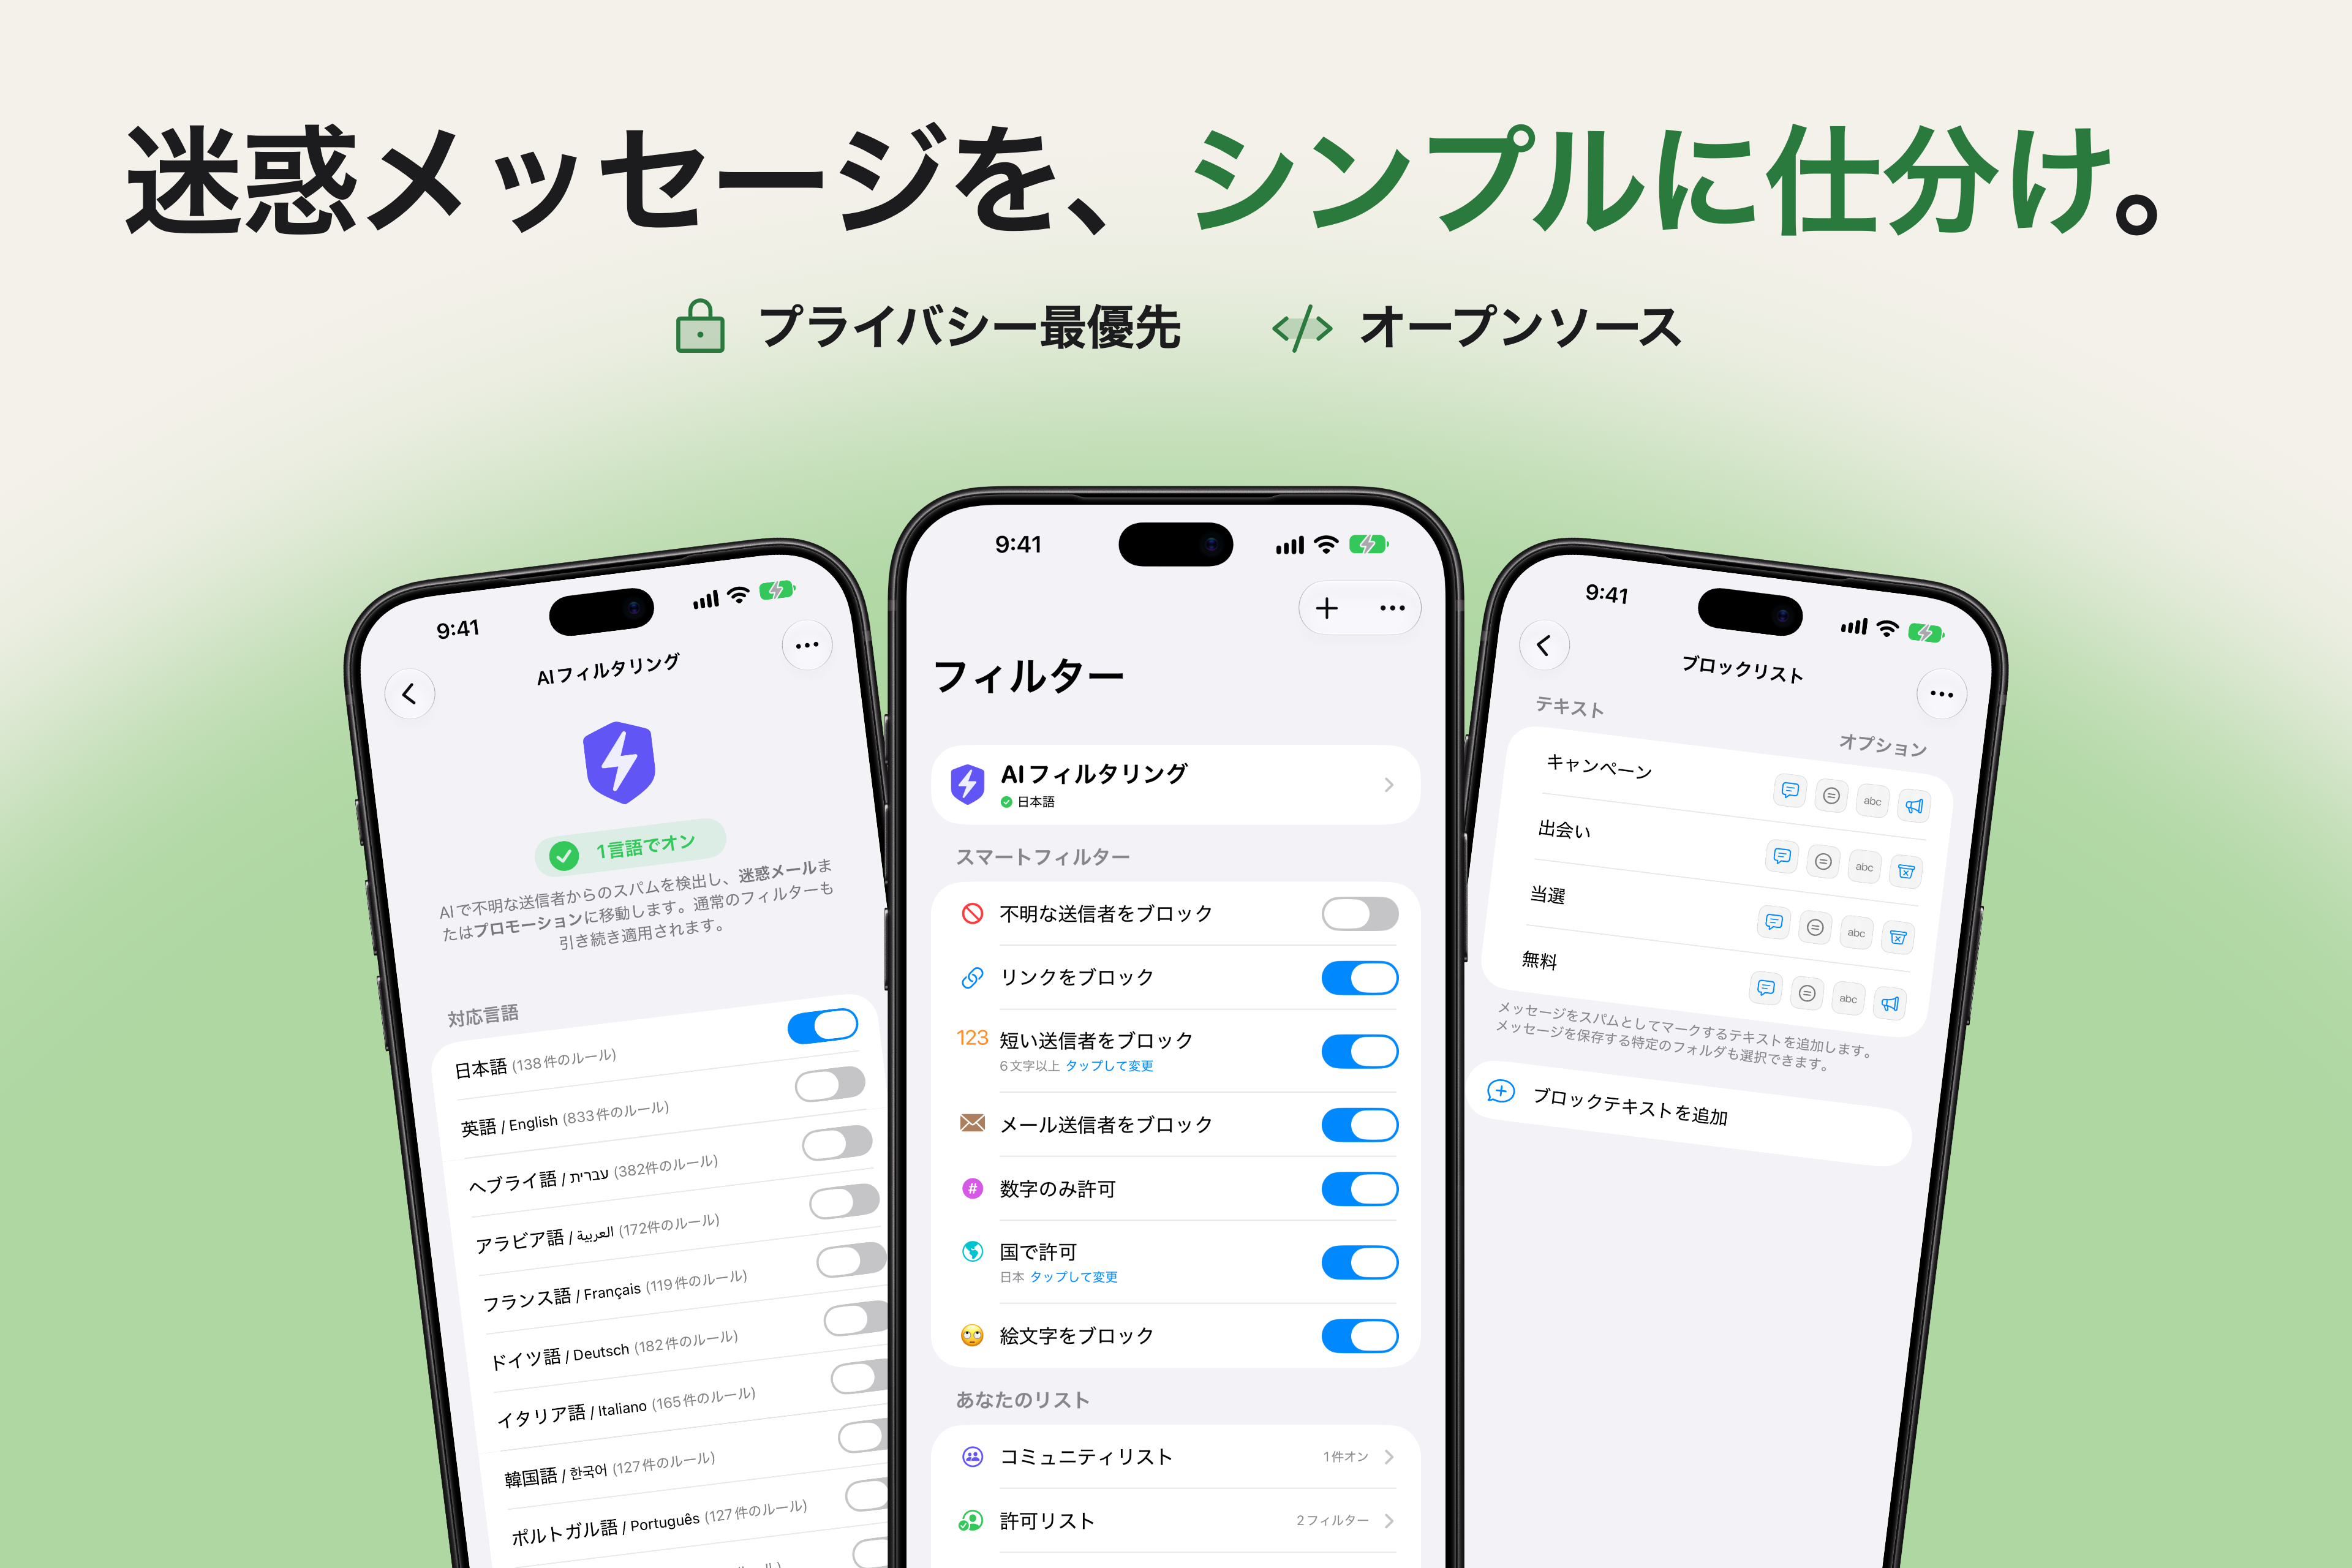 迷惑メッセージを、シンプルに仕分け。
プライバシー最優先
オープンソース
9:41
AIフィルタリング
1言語でオン
AIで不明な送信者からのスパムを検出し、迷惑メールま
たはプロモーションに移動します。通常のフィルターも
引き続き適用されます。
対応言語
日本語 (138件のルール)
英語 / English (833件のルール)
ヘブライ語 / עברית (382件のルール)
アラビア語 / العربية (172件のルール)
フランス語 / Français (119件のルール)
ドイツ語 / Deutsch (182件のルール)
イタリア語 / Italiano (165件のルール)
韓国語 / 한국어 (127件のルール)
ポルトガル語 / Português (127件のルール)
9:41
フィルター
AIフィルタリング
日本語
スマートフィルター
不明な送信者をブロック
リンクをブロック
123 短い送信者をブロック
6文字以上 タップして変更
メール送信者をブロック
# 数字のみ許可
国で許可
日本 タップして変更
絵文字をブロック
あなたのリスト
コミュニティリスト 1件オン
許可リスト 2フィルター
9:41
ブロックリスト
テキスト
オプション
キャンペーン abc
出会い abc
当選 abc
無料 abc
メッセージをスパムとしてマークするテキストを追加します。
メッセージを保存する特定のフォルダも選択できます。
ブロックテキストを追加